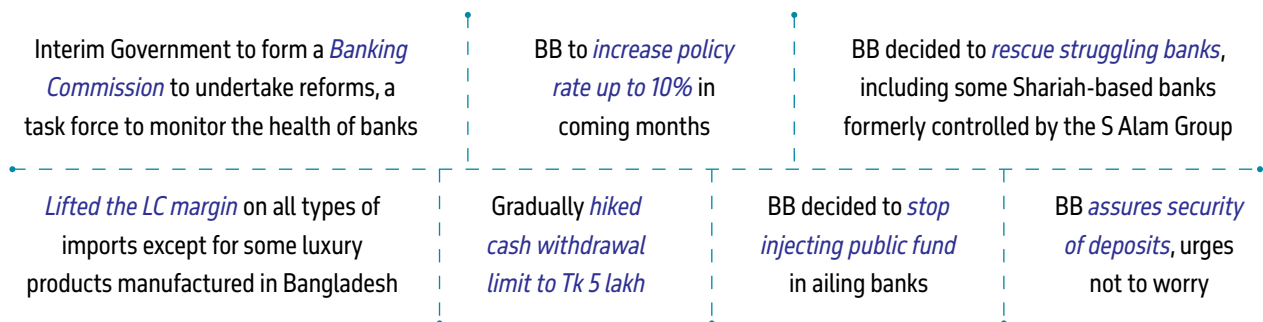 Interim Government to form a Banking
Commission to undertake reforms, a
task force to monitor the health of banks
BB to increase policy
rate up to 10% in
coming months
BB decided to rescue struggling banks,
including some Shariah-based banks
formerly controlled by the S Alam Group
Lifted the LC margin on all types of
imports except for some luxury
products manufactured in Bangladesh
Gradually hiked
cash withdrawal
limit to Tk 5 lakh
BB decided to stop
injecting public fund
in ailing banks
BB assures security
of deposits, urges
not to worry